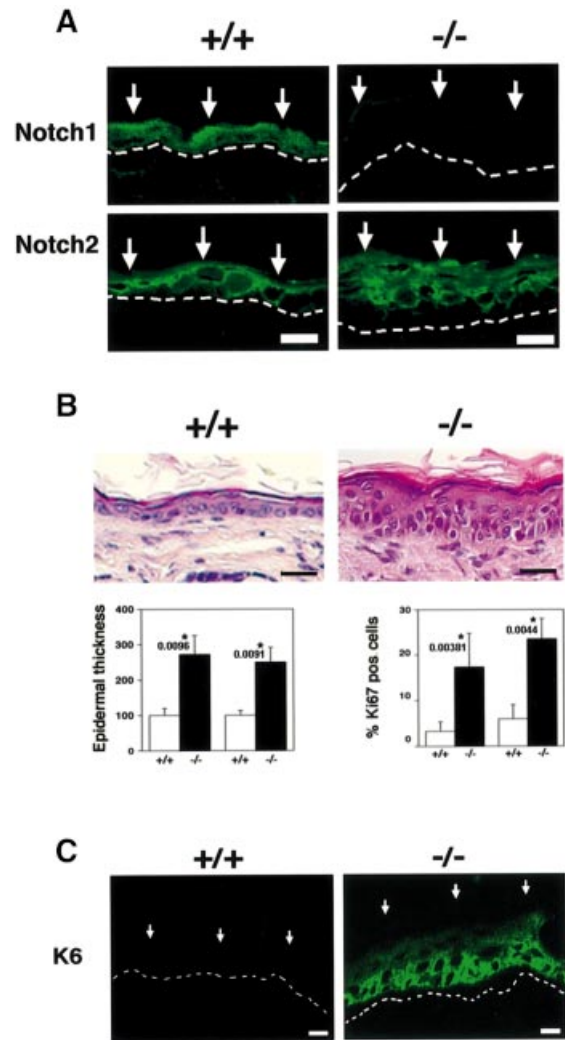 A
+/+ -/-
Notch1
Notch2
B
+/+ -/-
Epidermal thickness
400
300
200
100
0
*
0.0096
*
0.0091
+/+ -/- +/+ -/-
% Ki67 pos. cells
30
20
10
0
*
0.00381
*
0.0044
+/+ -/- +/+ -/-
C
+/+ -/-
K6